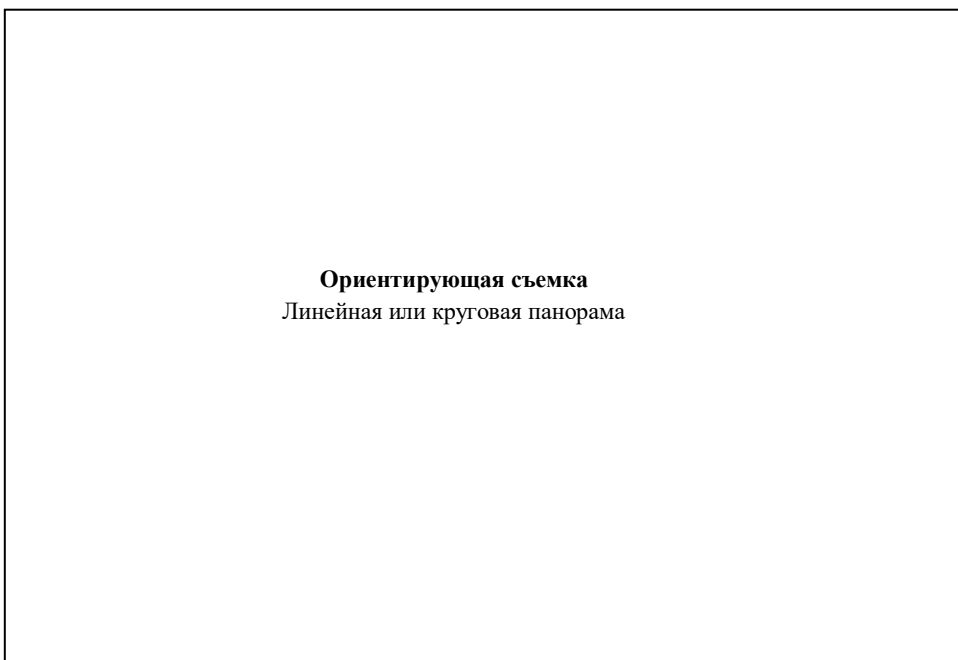 Ориентирующая съемка
Линейная или круговая панорама